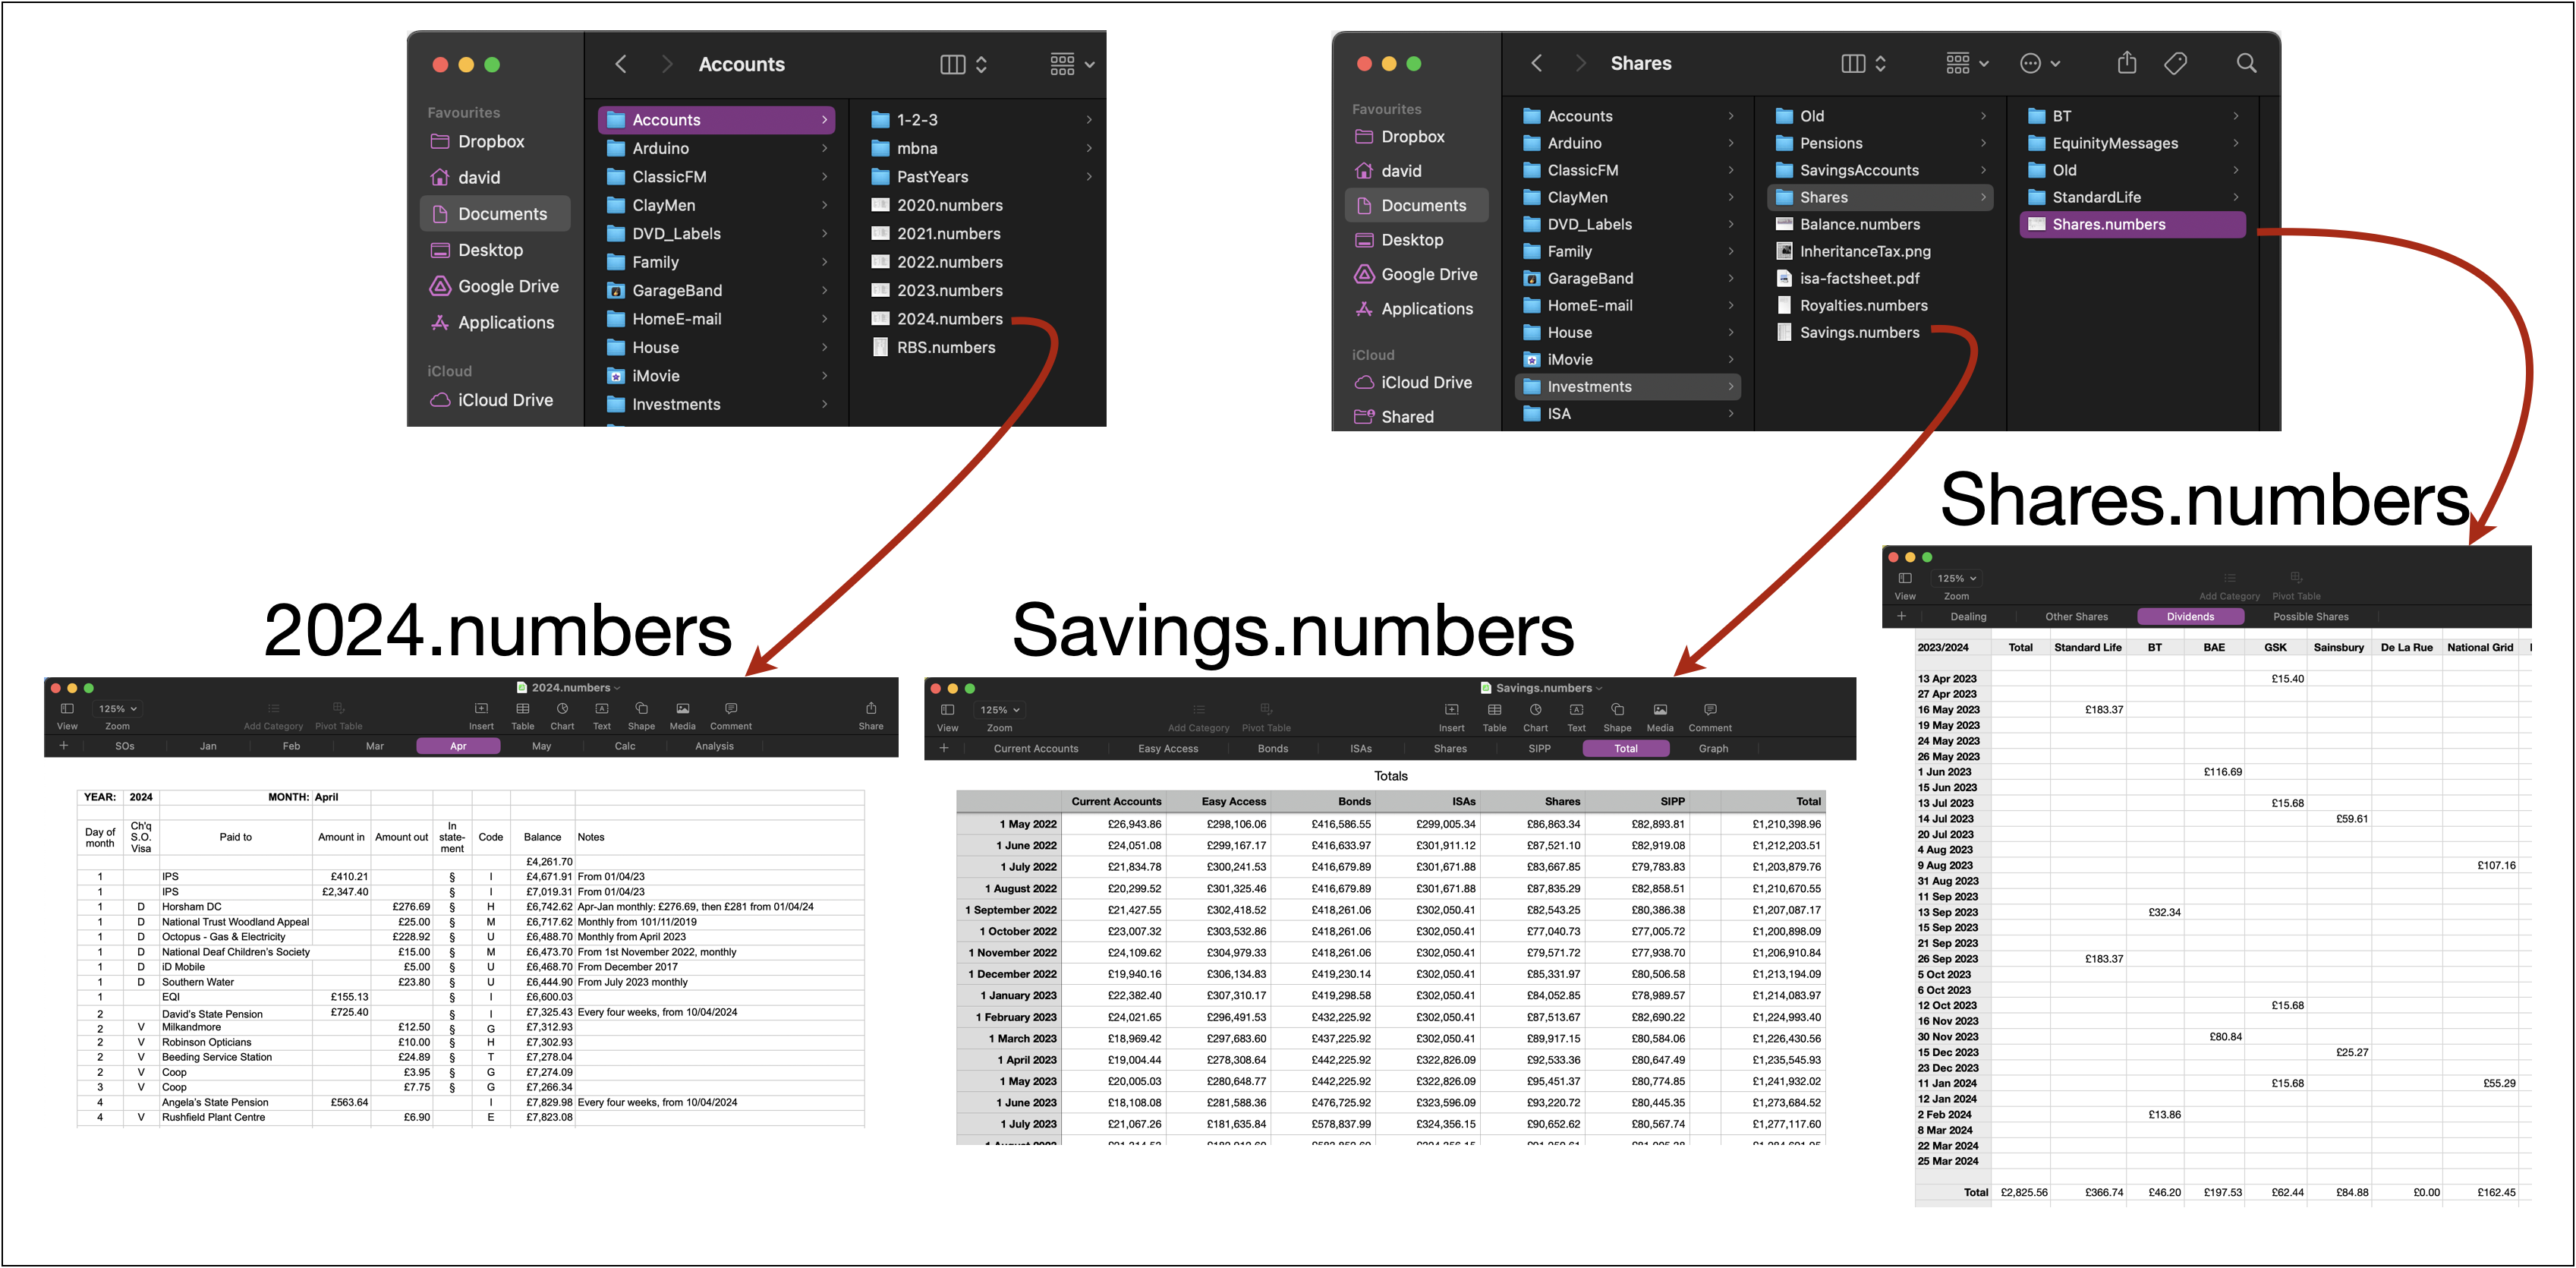 Accounts
Favourites
Dropbox
david
Documents
Desktop
Google Drive
Applications
iCloud
iCloud Drive
Accounts
Arduino
ClassicFM
ClayMen
DVD_Labels
Family
GarageBand
HomeE-mail
House
iMovie
Investments
1-2-3
mbna
PastYears
2020.numbers
2021.numbers
2022.numbers
2023.numbers
2024.numbers
RBS.numbers
Shares
Favourites
Dropbox
david
Documents
Desktop
Google Drive
Applications
iCloud
iCloud Drive
Shared
Accounts
Arduino
ClassicFM
ClayMen
DVD_Labels
Family
GarageBand
HomeE-mail
House
iMovie
Investments
ISA
Old
Pensions
SavingsAccounts
Shares
Balance.numbers
InheritanceTax.png
isa-factsheet.pdf
Royalties.numbers
Savings.numbers
BT
EquinityMessages
Old
StandardLife
Shares.numbers
2024.numbers
2024.numbers
125%
View Zoom Add Category Pivot Table Insert Table Chart Text Shape Media Comment Share
+ SOs Jan Feb Mar Apr May Calc Analysis
YEAR: 2024 MONTH: April
Day of month Ch'q S.O. Visa Paid to Amount in Amount out In state-ment Code Balance Notes
£4,261.70
1 IPS £410.21 § I £4,671.91 From 01/04/23
1 IPS £2,347.40 § I £7,019.31 From 01/04/23
1 D Horsham DC £276.69 § H £6,742.62 Apr-Jan monthly: £276.69, then £281 from 01/04/24
1 D National Trust Woodland Appeal £25.00 § M £6,717.62 Monthly from 101/11/2019
1 D Octopus - Gas & Electricity £228.92 § U £6,488.70 Monthly from April 2023
1 D National Deaf Children's Society £15.00 § M £6,473.70 From 1st November 2022, monthly
1 D iD Mobile £5.00 § U £6,468.70 From December 2017
1 D Southern Water £23.80 § U £6,444.90 From July 2023 monthly
1 EQI £155.13 § I £6,600.03
2 David's State Pension £725.40 § I £7,325.43 Every four weeks, from 10/04/2024
2 V Milkandmore £12.50 § G £7,312.93
2 V Robinson Opticians £10.00 § H £7,302.93
2 V Beeding Service Station £24.89 § T £7,278.04
2 V Coop £3.95 § G £7,274.09
3 V Coop £7.75 § G £7,266.34
4 Angela's State Pension £563.64 I £7,829.98 Every four weeks, from 10/04/2024
4 V Rushfield Plant Centre £6.90 E £7,823.08
Savings.numbers
Savings.numbers
125%
View Zoom Add Category Pivot Table Insert Table Chart Text Shape Media Comment
+ Current Accounts Easy Access Bonds ISAs Shares SIPP Total Graph
Totals
Current Accounts Easy Access Bonds ISAs Shares SIPP Total
1 May 2022 £26,943.86 £298,106.06 £416,586.55 £299,005.34 £86,863.34 £82,893.81 £1,210,398.96
1 June 2022 £24,051.08 £299,167.17 £416,633.97 £301,911.12 £87,521.10 £82,919.08 £1,212,203.51
1 July 2022 £21,834.78 £300,241.53 £416,679.89 £301,671.88 £83,667.85 £79,783.83 £1,203,879.76
1 August 2022 £20,299.52 £301,325.46 £416,679.89 £301,671.88 £87,835.29 £82,858.51 £1,210,670.55
1 September 2022 £21,427.55 £302,418.52 £418,261.06 £302,050.41 £82,543.25 £80,386.38 £1,207,087.17
1 October 2022 £23,007.32 £303,532.86 £418,261.06 £302,050.41 £77,040.73 £77,005.72 £1,200,898.09
1 November 2022 £24,109.62 £304,979.33 £418,261.06 £302,050.41 £79,571.72 £77,938.70 £1,206,910.84
1 December 2022 £19,940.16 £306,134.83 £419,230.14 £302,050.41 £85,331.97 £80,506.58 £1,213,194.09
1 January 2023 £22,382.40 £307,310.17 £419,298.58 £302,050.41 £84,052.85 £78,989.57 £1,214,083.97
1 February 2023 £24,021.65 £296,491.53 £432,225.92 £302,050.41 £87,513.67 £82,690.22 £1,224,993.40
1 March 2023 £18,969.42 £297,683.60 £437,225.92 £302,050.41 £89,917.15 £80,584.06 £1,226,430.56
1 April 2023 £19,004.44 £278,308.64 £442,225.92 £322,826.09 £92,533.36 £80,647.49 £1,235,545.93
1 May 2023 £20,005.03 £280,648.77 £442,225.92 £322,826.09 £95,451.37 £80,774.85 £1,241,932.02
1 June 2023 £18,108.08 £281,588.36 £476,725.92 £323,596.09 £93,220.72 £80,445.35 £1,273,684.52
1 July 2023 £21,067.26 £181,635.84 £578,837.99 £324,356.15 £90,652.62 £80,567.74 £1,277,117.60
Shares.numbers
125%
View Zoom Add Category Pivot Table
+ Dealing Other Shares Dividends Possible Shares
2023/2024 Total Standard Life BT BAE GSK Sainsbury De La Rue National Grid
13 Apr 2023 £15.40
27 Apr 2023
16 May 2023 £183.37
19 May 2023
24 May 2023
26 May 2023
1 Jun 2023 £116.69
15 Jun 2023
13 Jul 2023 £15.68
14 Jul 2023 £59.61
20 Jul 2023
4 Aug 2023
9 Aug 2023 £107.16
31 Aug 2023
11 Sep 2023
13 Sep 2023 £32.34
15 Sep 2023
21 Sep 2023
26 Sep 2023 £183.37
5 Oct 2023
6 Oct 2023
12 Oct 2023 £15.68
16 Nov 2023
30 Nov 2023 £80.84
15 Dec 2023 £25.27
23 Dec 2023
11 Jan 2024 £15.68 £55.29
12 Jan 2024
2 Feb 2024 £13.86
8 Mar 2024
22 Mar 2024
25 Mar 2024
Total £2,825.56 £366.74 £46.20 £197.53 £62.44 £84.88 £0.00 £162.45